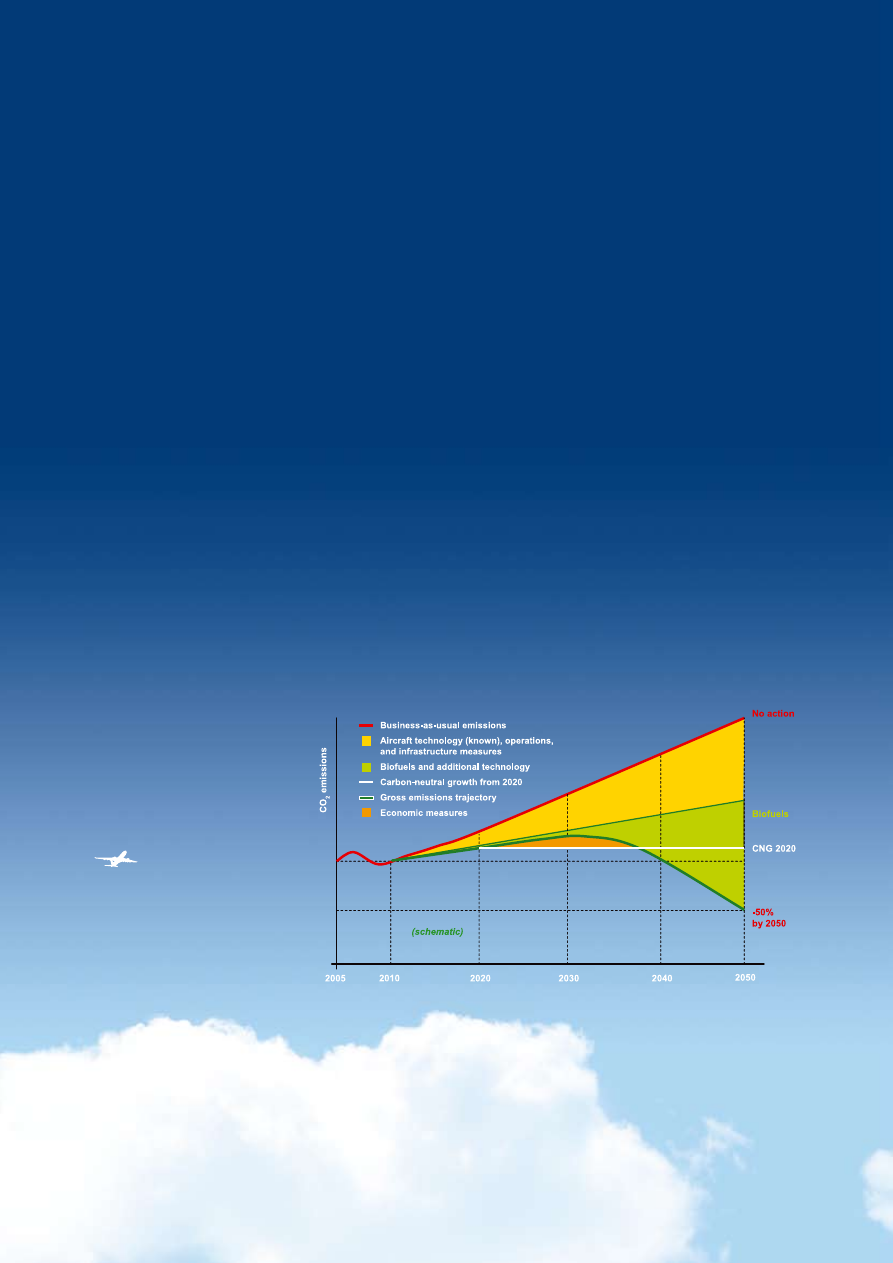 No action
Business-as-usual emissions
Aircraft technology (known), operations,
and infrastructure measures
Biofuels and additional technology
Carbon-neutral growth from 2020
Gross emissions trajectory
Economic measures
CO₂ emissions
Biofuels
CNG 2020
-50%
by 2050
(schematic)
2005 2010 2020 2030 2040 2050